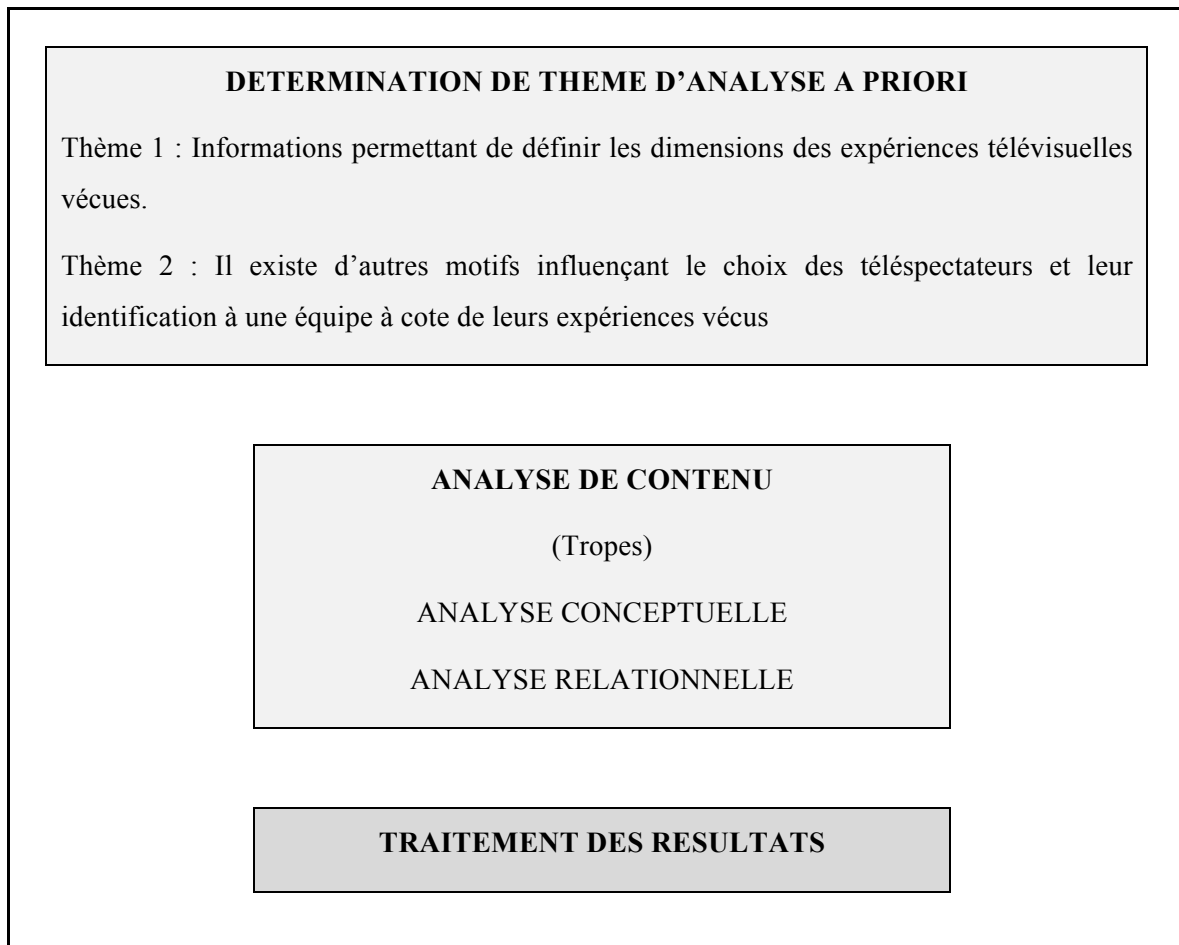 DETERMINATION DE THEME D’ANALYSE A PRIORI
Thème 1 : Informations permettant de définir les dimensions des expériences télévisuelles
vécues.
Thème 2 : Il existe d’autres motifs influençant le choix des téléspectateurs et leur
identification à une équipe à cote de leurs expériences vécus
ANALYSE DE CONTENU
(Tropes)
ANALYSE CONCEPTUELLE
ANALYSE RELATIONNELLE
TRAITEMENT DES RESULTATS